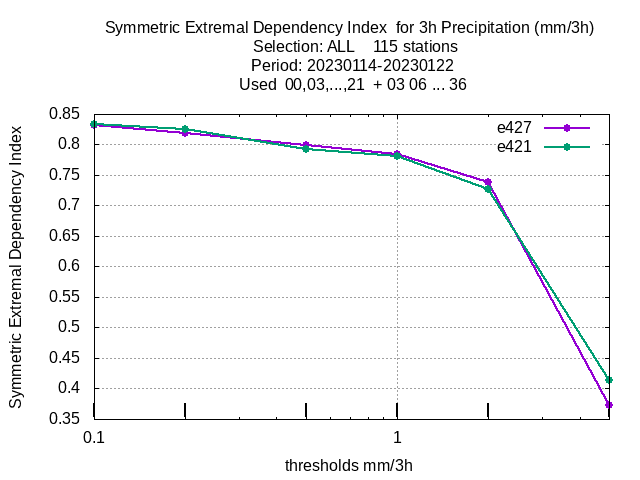 Symmetric Extremal Dependency Index  for 3h Precipitation (mm/3h)
Selection: ALL    115 stations
Period: 20230114-20230122
Used  00,03,...,21  + 03 06 ... 36
Symmetric Extremal Dependency Index
0.85
0.8
0.75
0.7
0.65
0.6
0.55
0.5
0.45
0.4
0.35
e427
e421
0.1
1
thresholds mm/3h